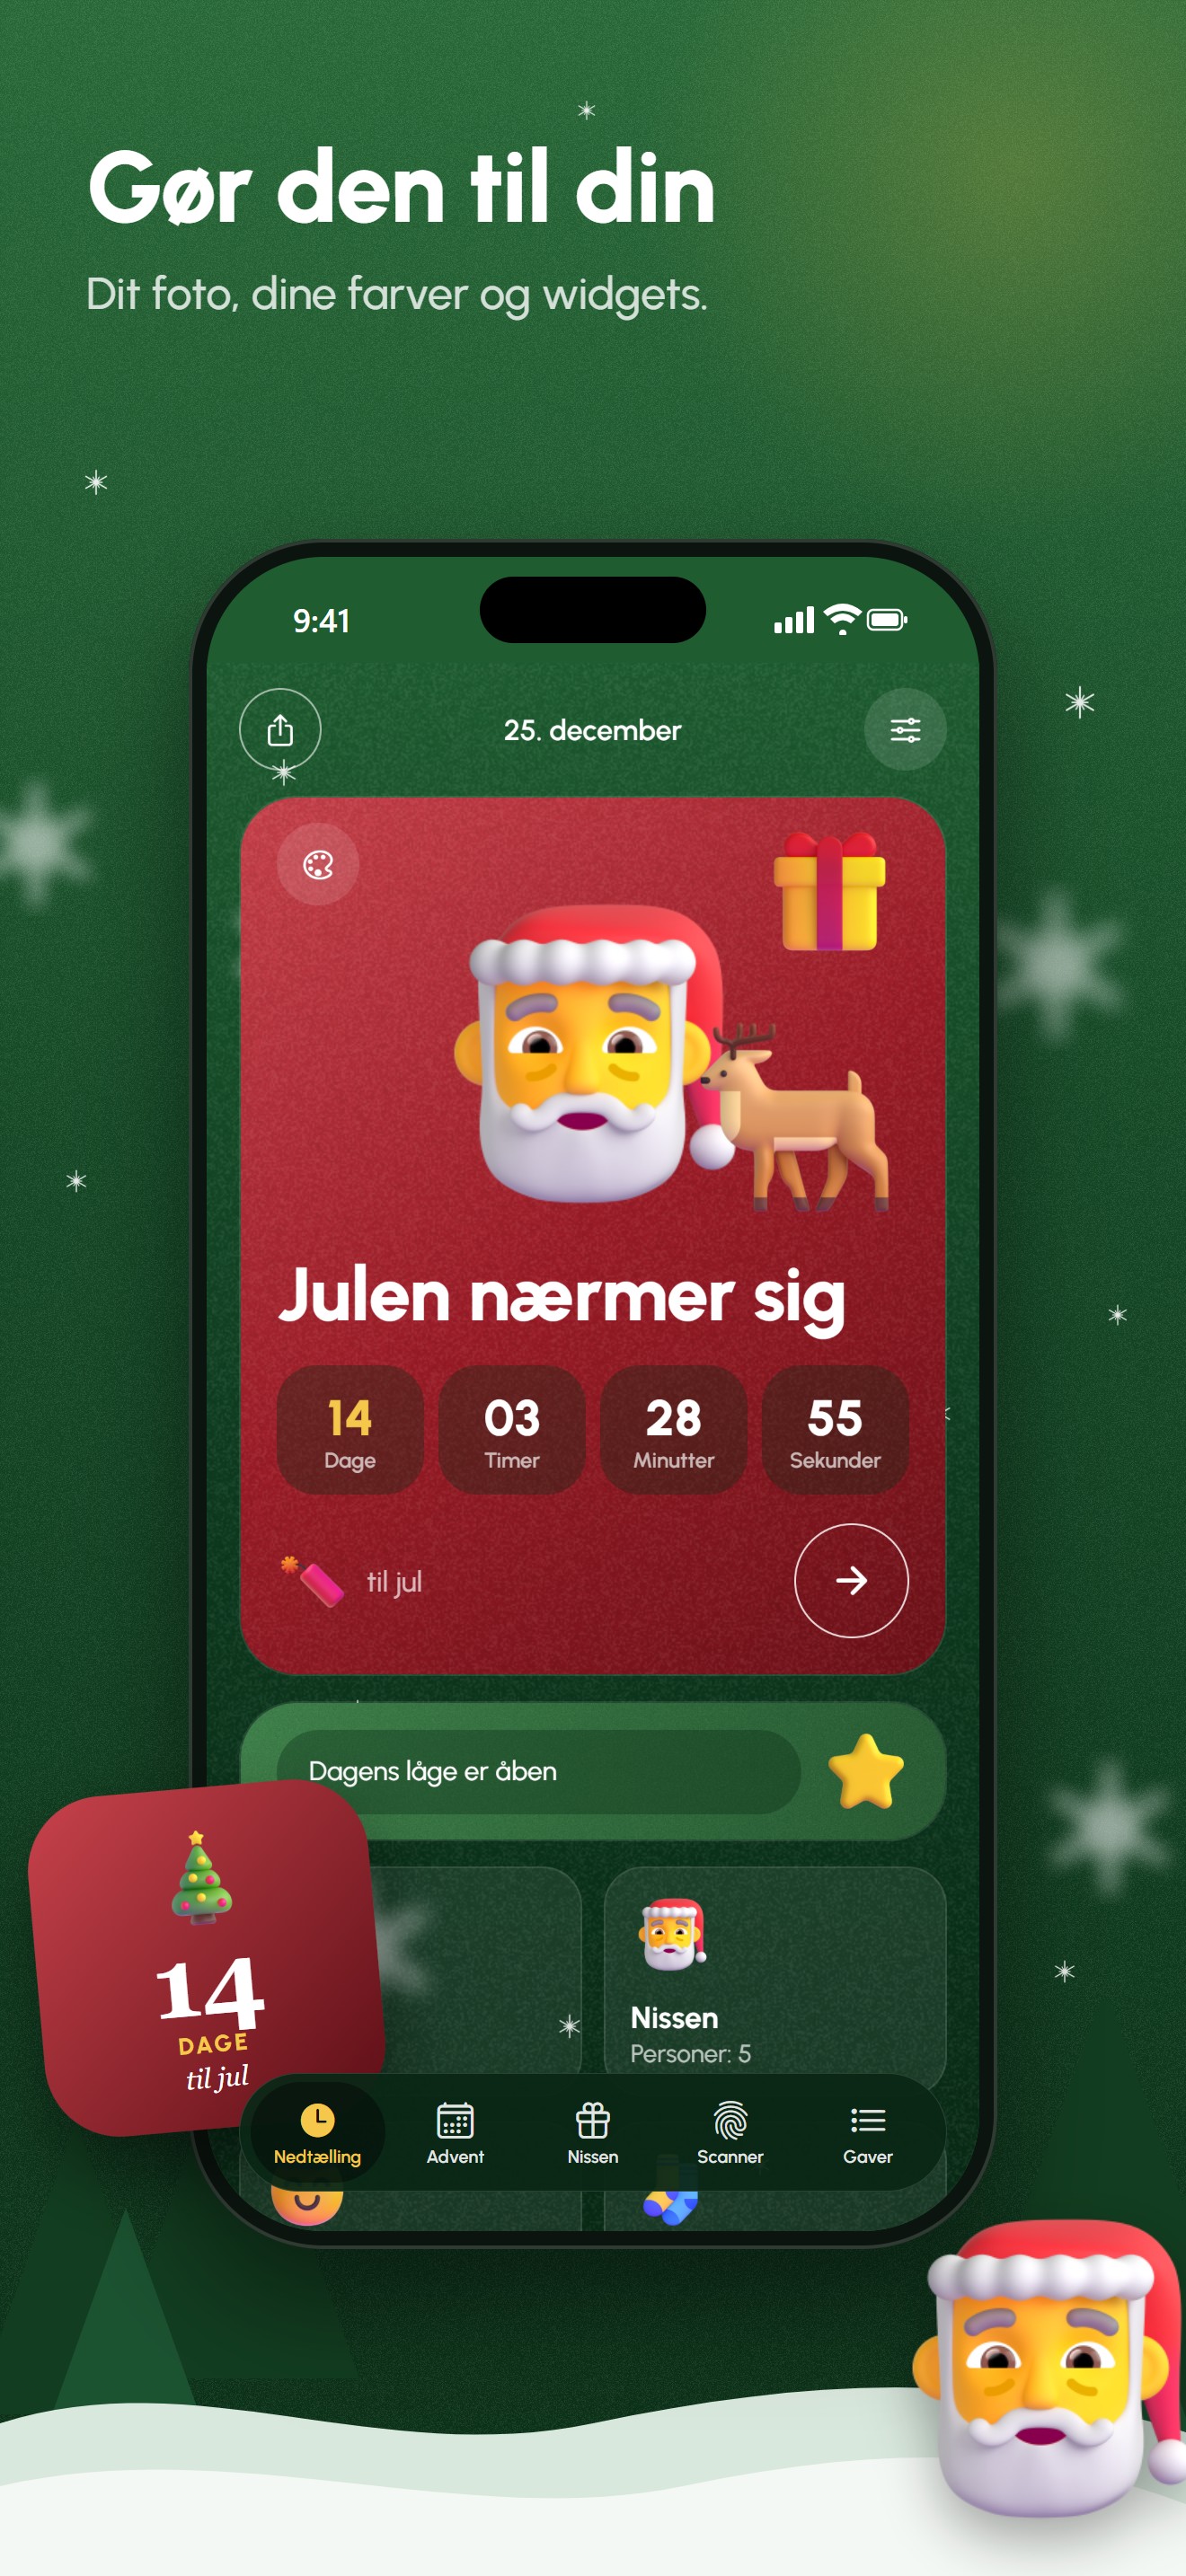 Gør den til din
Dit foto, dine farver og widgets.
9:41
25. december
Julen nærmer sig
14
Dage
03
Timer
28
Minutter
55
Sekunder
til jul
Dagens låge er åben
14
DAGE
til jul
Nissen
Personer: 5
Nedtælling
Advent
Nissen
Scanner
Gaver